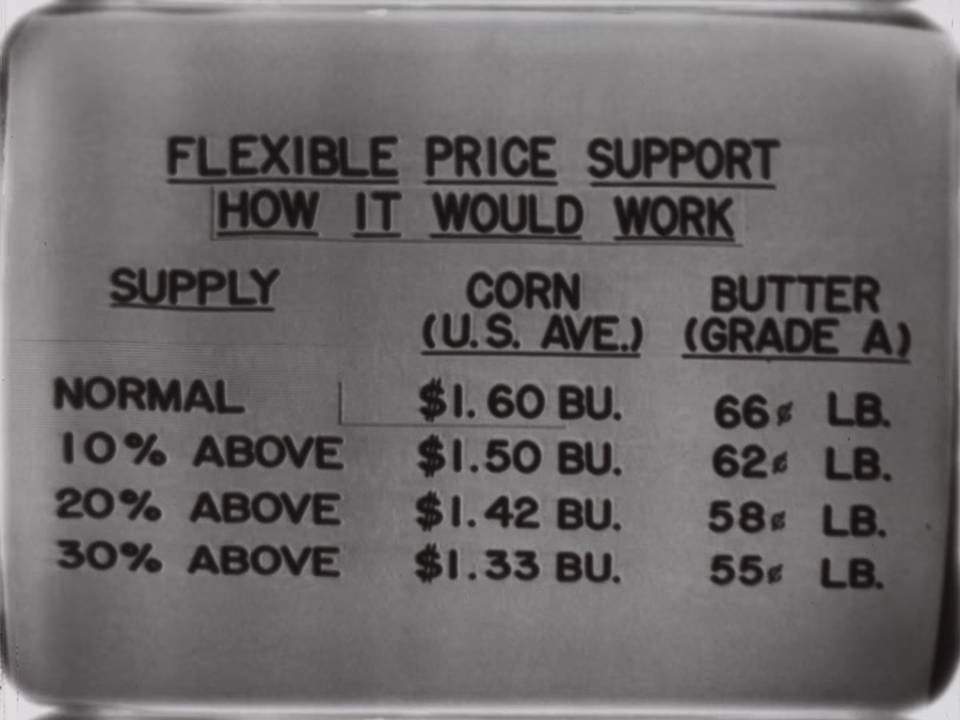 FLEXIBLE PRICE SUPPORT
HOW IT WOULD WORK
SUPPLY CORN BUTTER
(U.S. AVE.) (GRADE A)
NORMAL $1.60 BU. 66¢ LB.
10% ABOVE $1.50 BU. 62¢ LB.
20% ABOVE $1.42 BU. 58¢ LB.
30% ABOVE $1.33 BU. 55¢ LB.